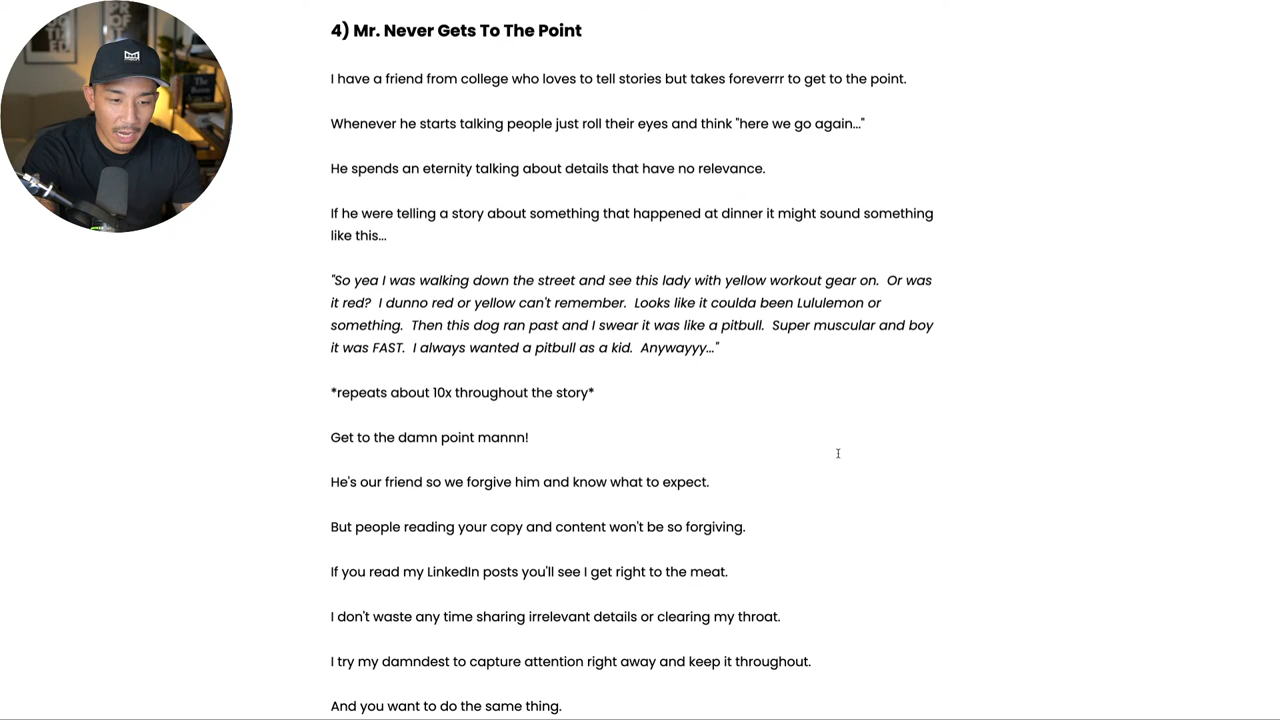 4) Mr. Never Gets To The Point
I have a friend from college who loves to tell stories but takes foreverrr to get to the point.
Whenever he starts talking people just roll their eyes and think "here we go again..."
He spends an eternity talking about details that have no relevance.
If he were telling a story about something that happened at dinner it might sound something
like this...
"So yea I was walking down the street and see this lady with yellow workout gear on.  Or was
it red?  I dunno red or yellow can't remember.  Looks like it coulda been Lululemon or
something.  Then this dog ran past and I swear it was like a pitbull.  Super muscular and boy
it was FAST.  I always wanted a pitbull as a kid.  Anywayyy..."
*repeats about 10x throughout the story*
Get to the damn point mannn!
He's our friend so we forgive him and know what to expect.
But people reading your copy and content won't be so forgiving.
If you read my LinkedIn posts you'll see I get right to the meat.
I don't waste any time sharing irrelevant details or clearing my throat.
I try my damndest to capture attention right away and keep it throughout.
And you want to do the same thing.